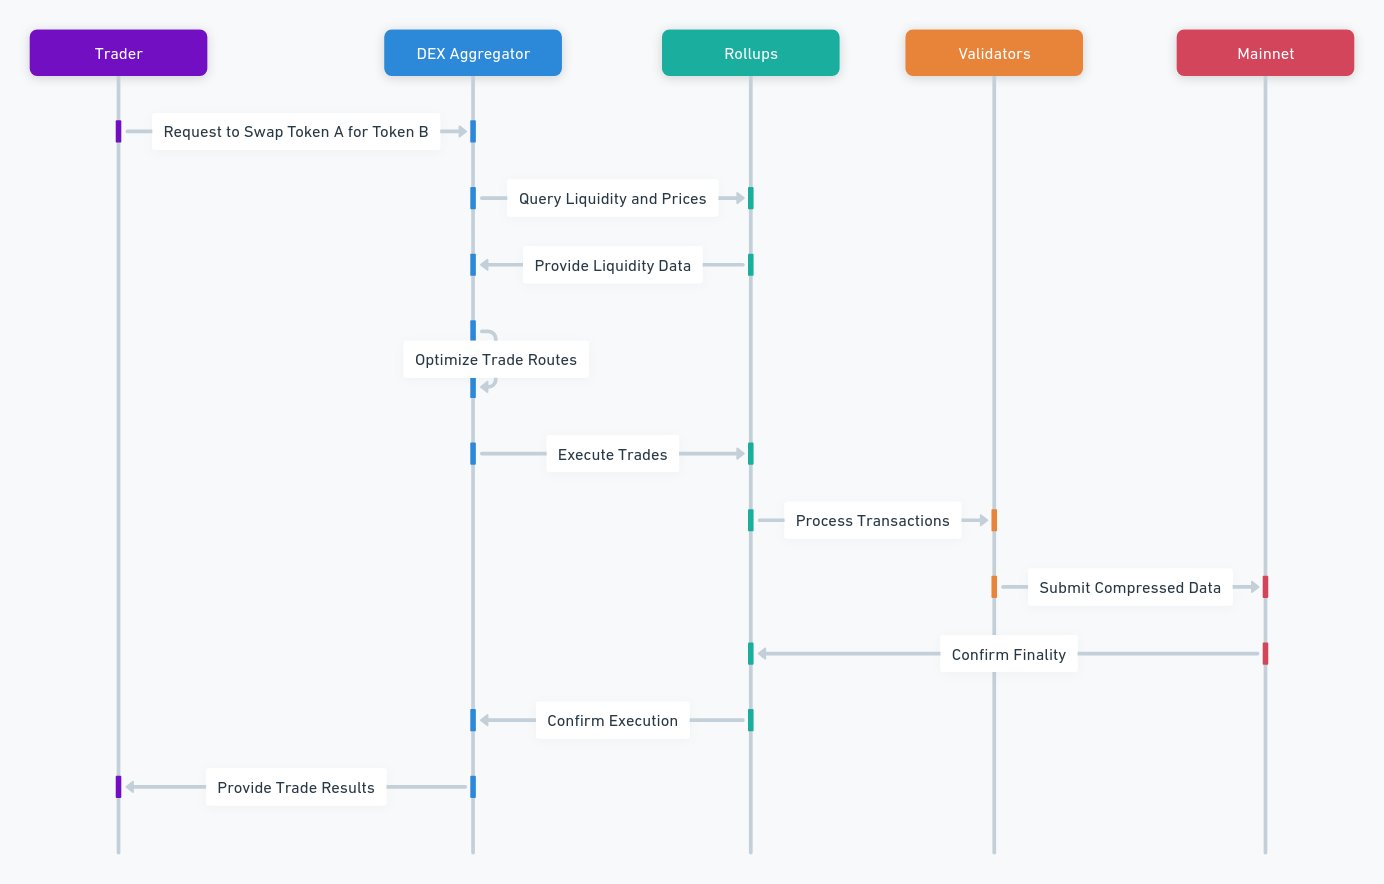 Trader
DEX Aggregator
Rollups
Validators
Mainnet
Request to Swap Token A for Token B
Query Liquidity and Prices
Provide Liquidity Data
Optimize Trade Routes
Execute Trades
Process Transactions
Submit Compressed Data
Confirm Finality
Confirm Execution
Provide Trade Results